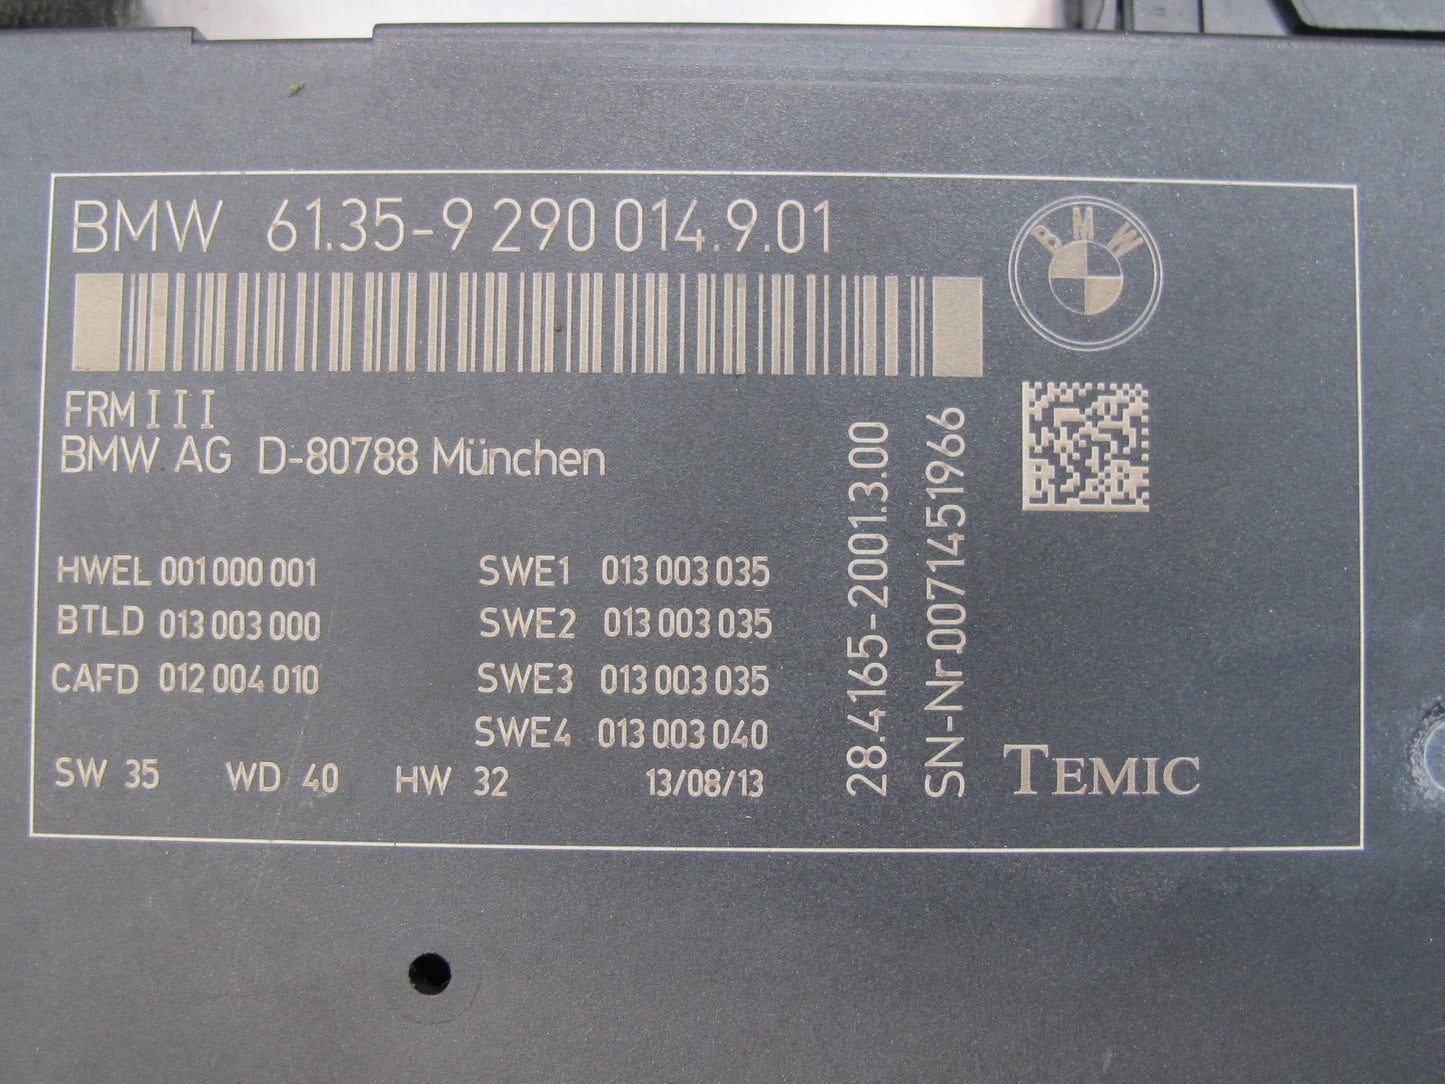 BMW 61.35-9 290 014.9.01
BMW
FRM III
BMW AG D-80788 München
HWEL 001 000 001
BTLD 013 003 000
CAFD 012 004 010
SWE1 013 003 035
SWE2 013 003 035
SWE3 013 003 035
SWE4 013 003 040
SW 35 WD 40 HW 32 13/08/13
28.4165-2001.3.00
SN-Nr.0071451966
TEMIC